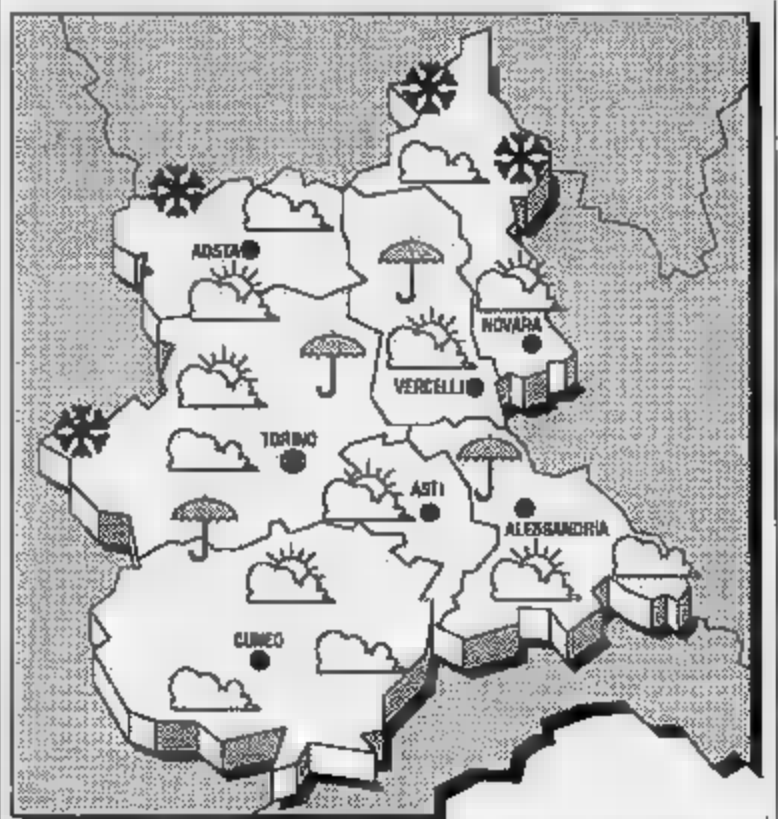 AOSTA
NOVARA
VERCELLI
TORINO
ASTI
ALESSANDRIA
CUNEO